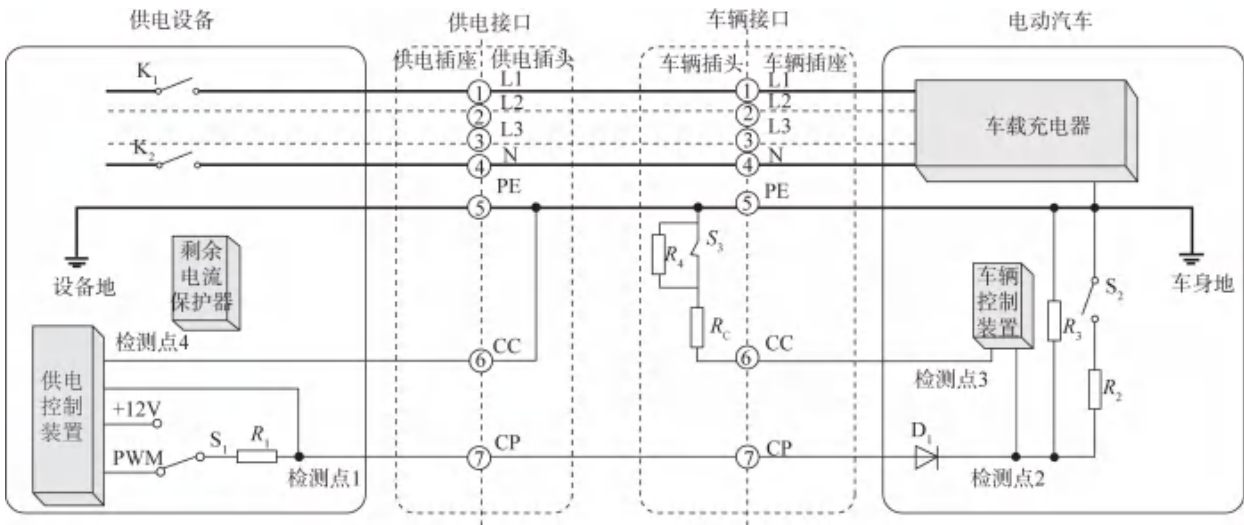 供电设备
供电接口
车辆接口
电动汽车
供电插座
供电插头
车辆插头
车辆插座
K1
① L1
① L1
② L2
② L2
车载充电器
③ L3
③ L3
K2
④ N
④ N
⑤ PE
⑤ PE
剩余
电流
保护器
设备地
R4
S3
RC
车辆
控制
装置
R3
S2
车身地
检测点4
⑥ CC
⑥ CC
检测点3
R2
供电
控制
装置
+12V
PWM
S1
R1
检测点1
⑦ CP
⑦ CP
D1
检测点2